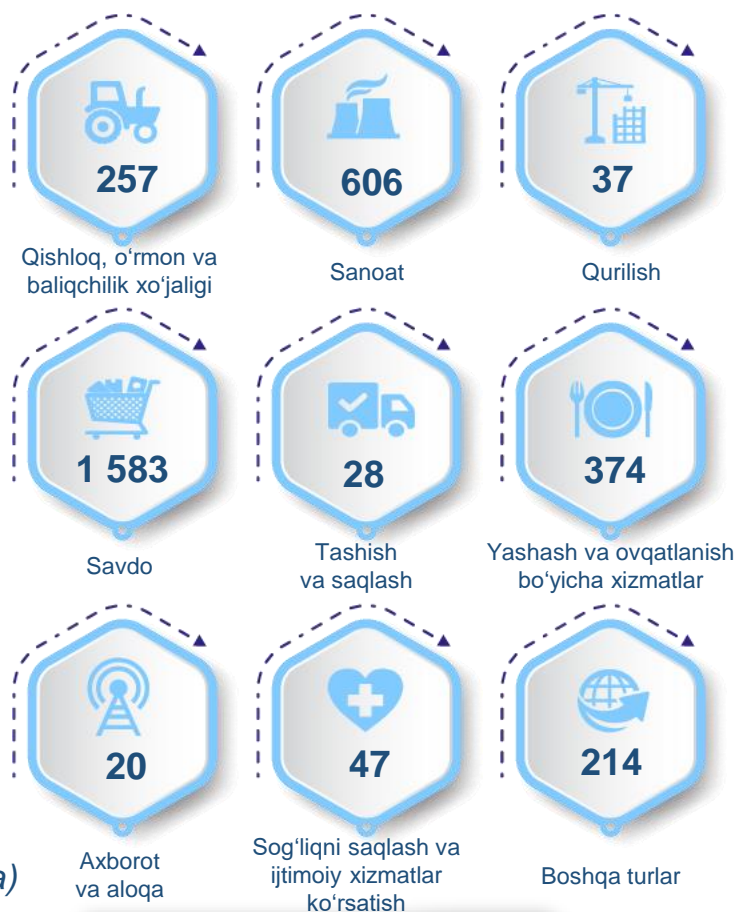 257
Qishloq, o‘rmon va
baliqchilik xo‘jaligi
606
Sanoat
37
Qurilish
1 583
Savdo
28
Tashish
va saqlash
374
Yashash va ovqatlanish
bo‘yicha xizmatlar
20
Axborot
va aloqa
47
Sog‘liqni saqlash va
ijtimoiy xizmatlar
ko‘rsatish
214
Boshqa turlar
a)